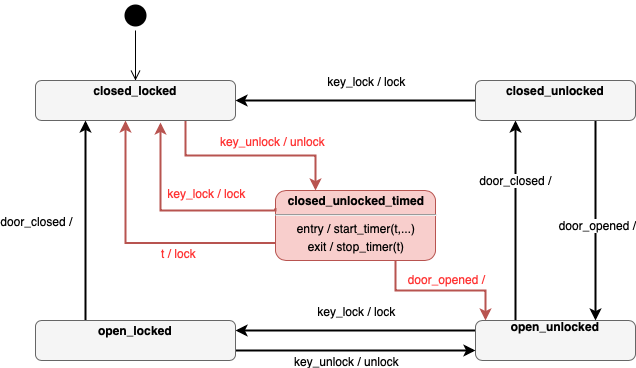 closed_locked
key_lock / lock
closed_unlocked
key_unlock / unlock
key_lock / lock
closed_unlocked_timed
entry / start_timer(t,...)
exit / stop_timer(t)
door_closed /
door_closed /
door_opened /
t / lock
door_opened /
key_lock / lock
open_locked
open_unlocked
key_unlock / unlock